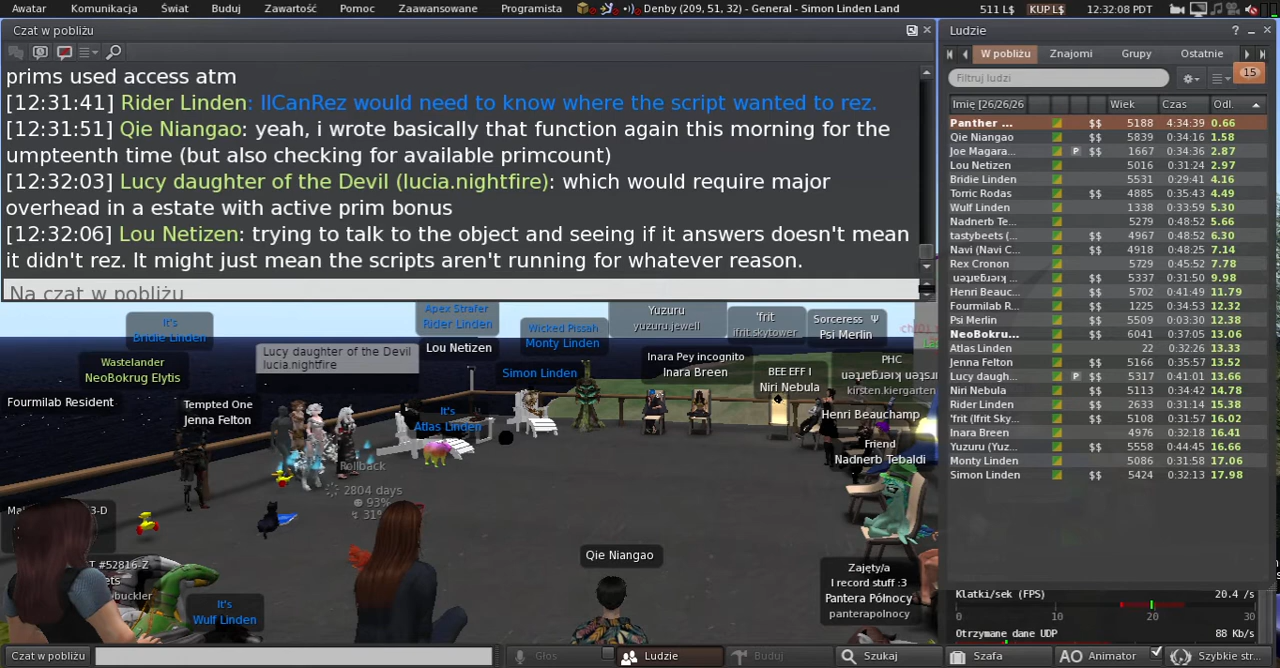 Awatar Komunikacja Świat Buduj Zawartość Pomoc Zaawansowane Programista Denby (209, 51, 32) - General - Simon Linden Land 511 L$ KUP L$ 12:32:08 PDT
Czat w pobliżu
prims used access atm
[12:31:41] Rider Linden: llCanRez would need to know where the script wanted to rez.
[12:31:51] Qie Niangao: yeah, i wrote basically that function again this morning for the
umpteenth time (but also checking for available primcount)
[12:32:03] Lucy daughter of the Devil (lucia.nightfire): which would require major
overhead in a estate with active prim bonus
[12:32:06] Lou Netizen: trying to talk to the object and seeing if it answers doesn't mean
it didn't rez. It might just mean the scripts aren't running for whatever reason.
Na czat w pobliżu
Ludzie
W pobliżu Znajomi Grupy Ostatnie
15
Filtruj ludzi
Imię [26/26/26 Wiek Czas Odl.
Panther ... $$ 5188 4:34:39 0.66
Qie Niangao $$ 5839 0:34:16 1.58
Joe Magara... P $$ 1667 0:34:36 2.87
Lou Netizen 5016 0:31:24 2.97
Bridie Linden 5531 0:29:41 4.16
Torric Rodas $$ 4885 0:35:43 4.49
Wulf Linden 1338 0:33:59 5.30
Nadnerb Te... 5279 0:48:52 5.66
tastybeets (... $$ 4967 0:48:52 6.30
Navi (Navi C... $$ 4918 0:48:25 7.14
Rex Cronon 5729 0:45:52 7.78
$$ 5337 0:31:50 9.98
Henri Beauc... $$ 5702 0:41:49 11.79
Fourmilab R... $$ 1225 0:34:53 12.32
Psi Merlin $$ 5509 0:03:30 12.38
NeoBokru... $$ 6041 0:37:05 13.06
Atlas Linden 22 0:32:26 13.33
Jenna Felton $$ 5166 0:35:57 13.52
Lucy daugh... P $$ 5317 0:41:01 13.66
Niri Nebula $$ 5113 0:34:42 14.78
Rider Linden $$ 2633 0:31:14 15.38
'frit (Ifrit Sky... $$ 5108 0:31:57 16.02
Inara Breen 4976 0:32:18 16.41
Yuzuru (Yuz... $$ 5558 0:44:45 16.66
Monty Linden 5086 0:31:58 17.06
Simon Linden $$ 5424 0:32:13 17.98
It's
Bridie Linden
Apex Strafer
Rider Linden
Wicked Pissah
Monty Linden
Yuzuru
yuzuru.jewell
'frit
ifrit.skytower
Sorceress Ψ
Psi Merlin
Lucy daughter of the Devil
lucia.nightfire
Lou Netizen
Wastelander
NeoBokrug Elytis
Simon Linden
Inara Pey incognito
Inara Breen
BEE EFF I
Niri Nebula
PHC
kirsten.kiergarten
Fourmilab Resident
Tempted One
Jenna Felton
It's
Atlas Linden
Henri Beauchamp
Friend
Nadnerb Tebaldi
Rollback
2804 days
93%
31%
Qie Niangao
T #52816-Z
It's
Wulf Linden
Zajęty/a
I record stuff :3
Pantera Północy
panterapolnocy
Klatki/sek (FPS) 20.4 /s
0 10 20 30
Otrzymane dane UDP 88 Kb/s
Czat w pobliżu Głos Ludzie Buduj Szukaj Szafa AO Animator Szybkie str...